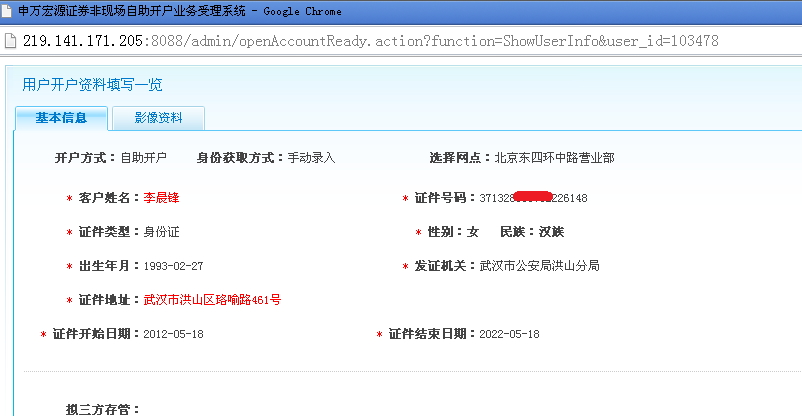 申万宏源证券非现场自助开户业务受理系统 - Google Chrome
219.141.171.205:8088/admin/openAccountReady.action?function=ShowUserInfo&user_id=103478
用户开户资料填写一览
基本信息 影像资料
开户方式：自助开户 身份获取方式：手动录入 选择网点：北京东四环中路营业部
* 客户姓名：李晨锋 * 证件号码：371328 226148
* 证件类型：身份证 * 性别：女 民族：汉族
* 出生年月：1993-02-27 * 发证机关：武汉市公安局洪山分局
* 证件地址：武汉市洪山区珞喻路461号
* 证件开始日期：2012-05-18 * 证件结束日期：2022-05-18
拟三方存管：